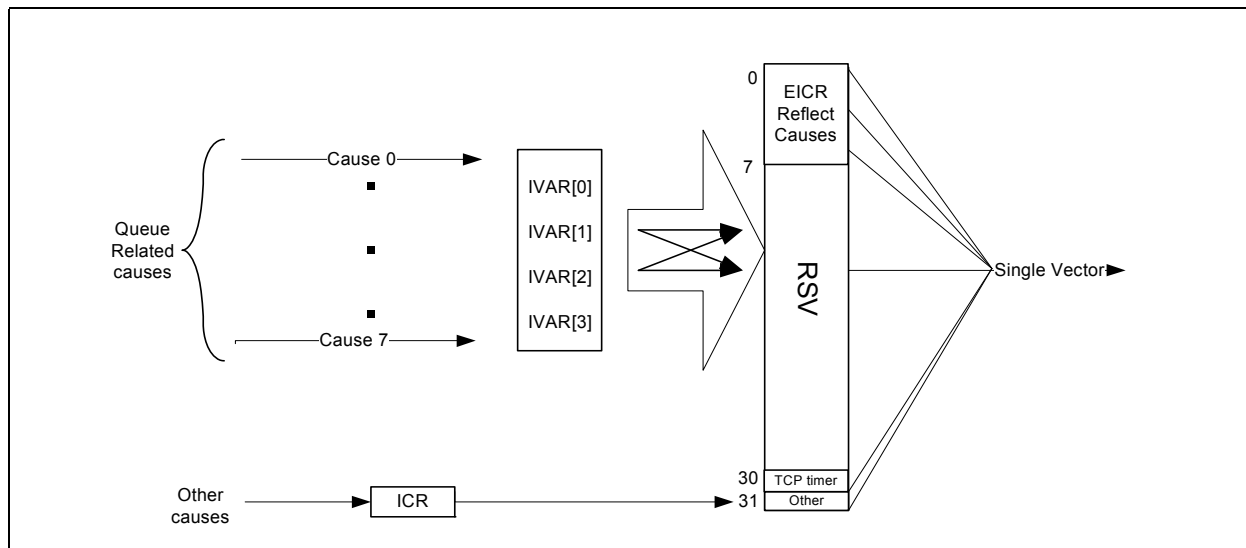 Queue
Related
causes
Cause 0
Cause 7
IVAR[0]
IVAR[1]
IVAR[2]
IVAR[3]
0
7
30
31
EICR
Reflect
Causes
RSV
TCP timer
Other
Single Vector
Other
causes
ICR